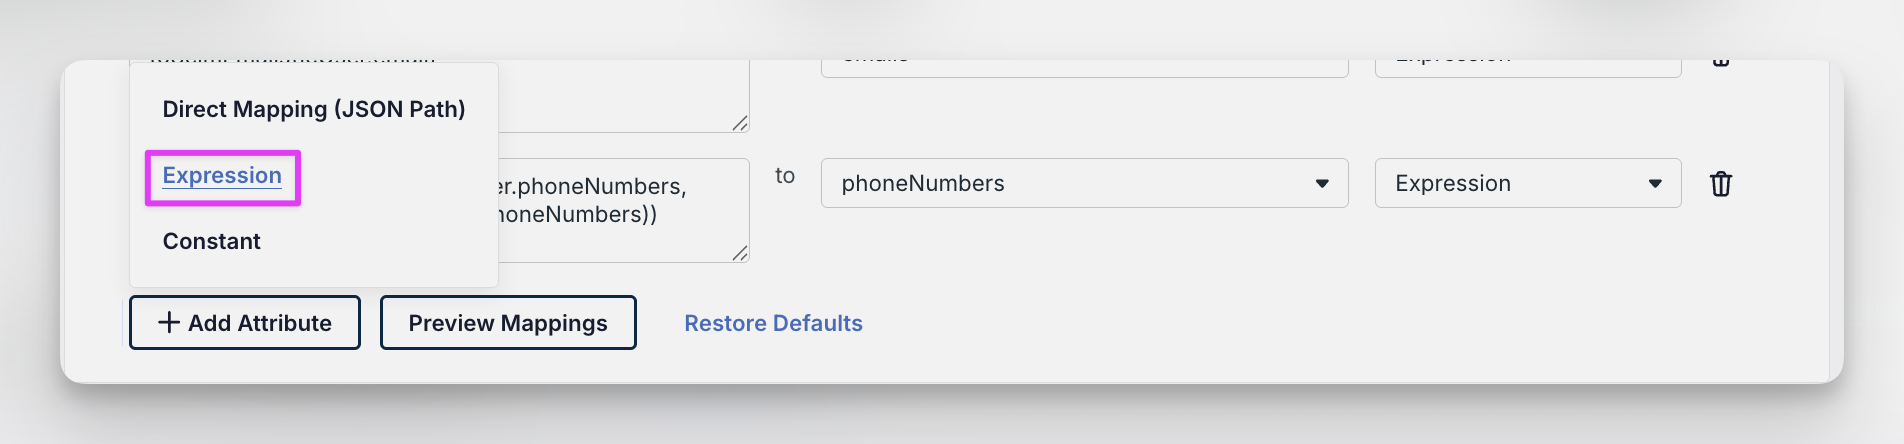 Direct Mapping (JSON Path)
Expression
Constant
er.phoneNumbers,
honeNumbers))
to
phoneNumbers
Expression
+ Add Attribute
Preview Mappings
Restore Defaults